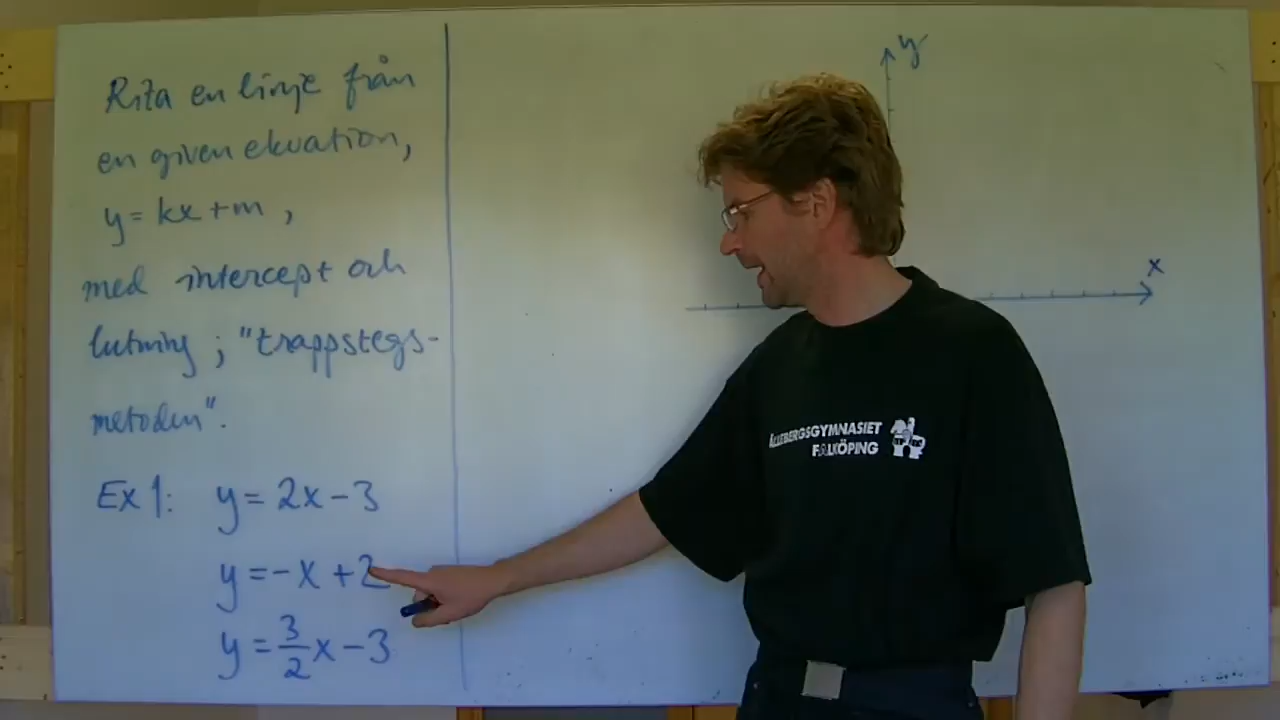 Rita en linje från
en given ekvation,
y = kx + m ,
med intercept och
lutning ; "trappstegs-
metoden".
Ex 1: y = 2x - 3
y = -x + 2
y = 3/2 x - 3
y
x
ÅLLEBERGSGYMNASIET
FALKÖPING